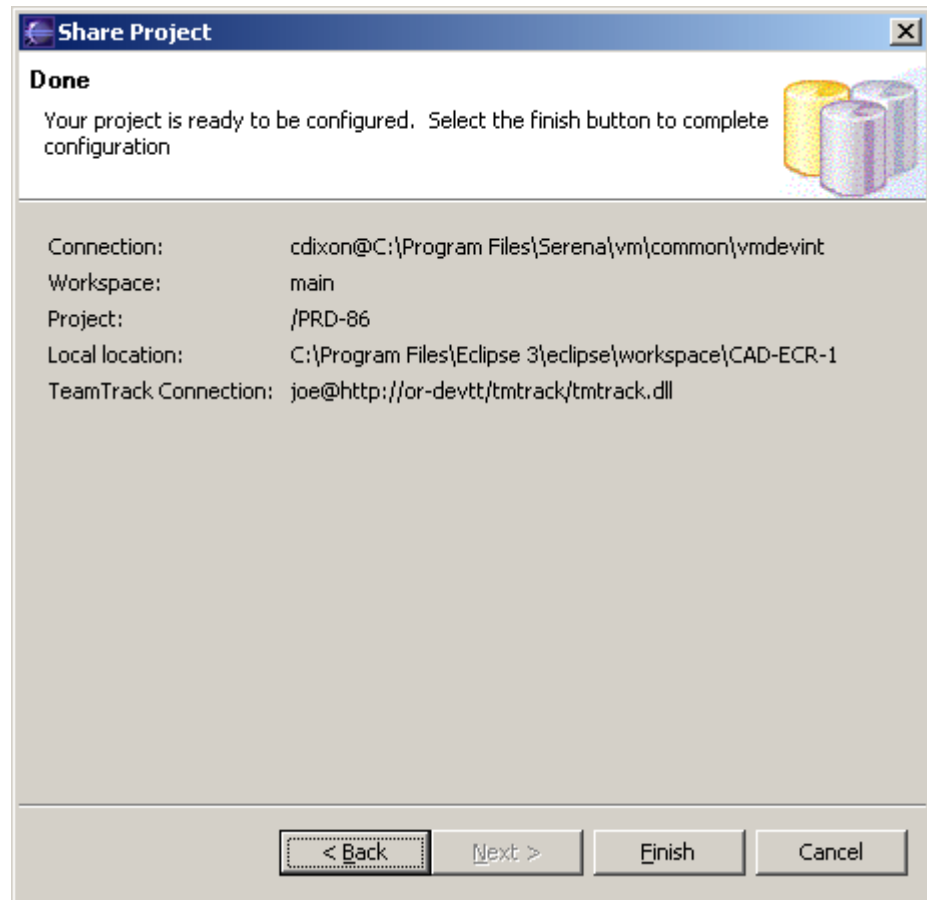 Share Project
Done
Your project is ready to be configured.  Select the finish button to complete
configuration
Connection: cdixon@C:\Program Files\Serena\vm\common\vmdevint
Workspace: main
Project: /PRD-86
Local location: C:\Program Files\Eclipse 3\eclipse\workspace\CAD-ECR-1
TeamTrack Connection: joe@http://or-devtt/tmtrack/tmtrack.dll
< Back Next > Finish Cancel